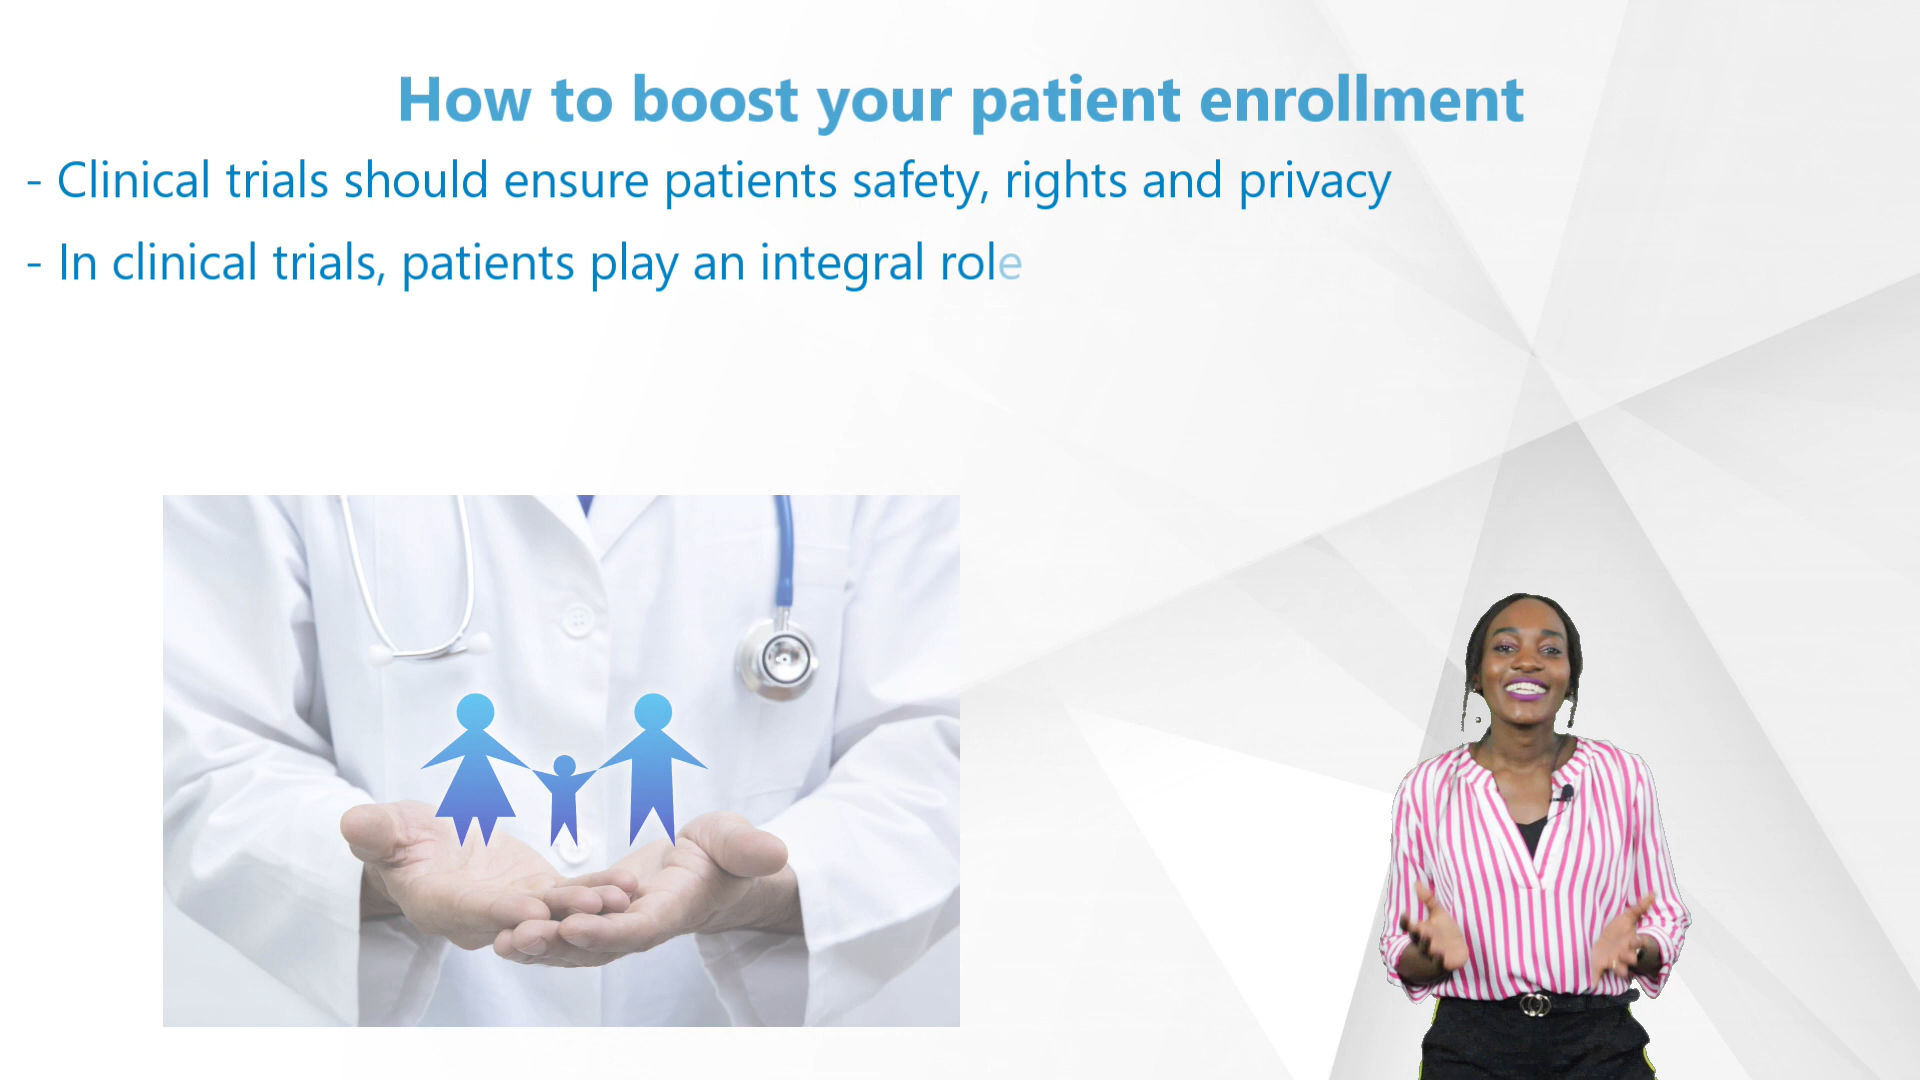 How to boost your patient enrollment
- Clinical trials should ensure patients safety, rights and privacy
- In clinical trials, patients play an integral role